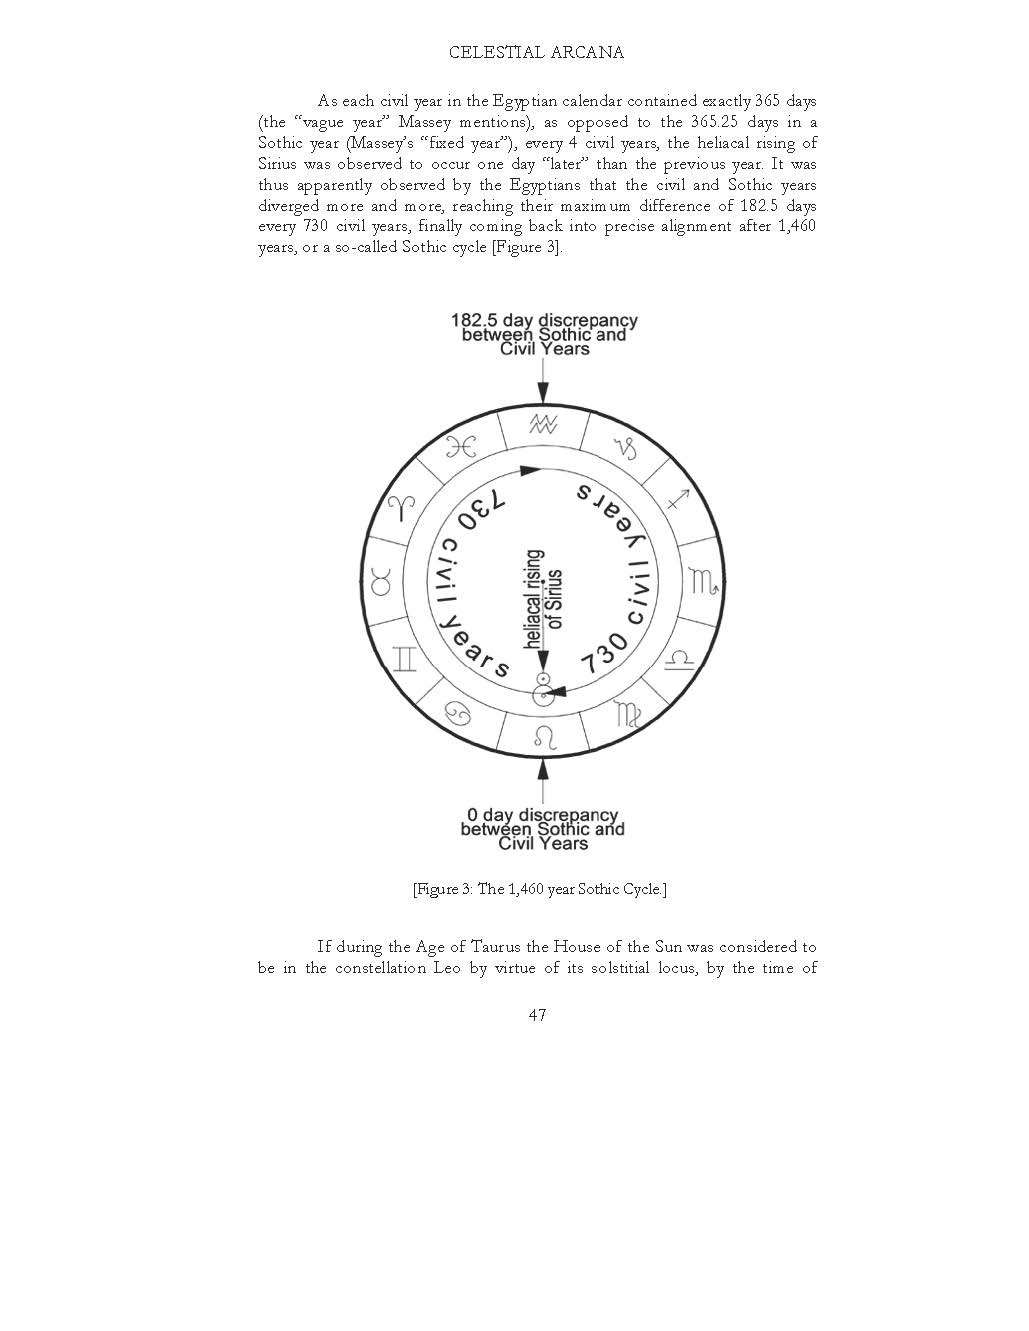 CELESTIAL ARCANA
As each civil year in the Egyptian calendar contained exactly 365 days
(the “vague year” Massey mentions), as opposed to the 365.25 days in a
Sothic year (Massey’s “fixed year”), every 4 civil years, the heliacal rising of
Sirius was observed to occur one day “later” than the previous year. It was
thus apparently observed by the Egyptians that the civil and Sothic years
diverged more and more, reaching their maximum difference of 182.5 days
every 730 civil years, finally coming back into precise alignment after 1,460
years, or a so-called Sothic cycle [Figure 3].
182.5 day discrepancy
between Sothic and
Civil Years
♒
♓
♑
♈
♐
♉
♏
♊
♎
♋
♍
♌
730 civil years
730 civil years
heliacal rising
of Sirius
0 day discrepancy
between Sothic and
Civil Years
[Figure 3: The 1,460 year Sothic Cycle.]
If during the Age of Taurus the House of the Sun was considered to
be in the constellation Leo by virtue of its solstitial locus, by the time of
47